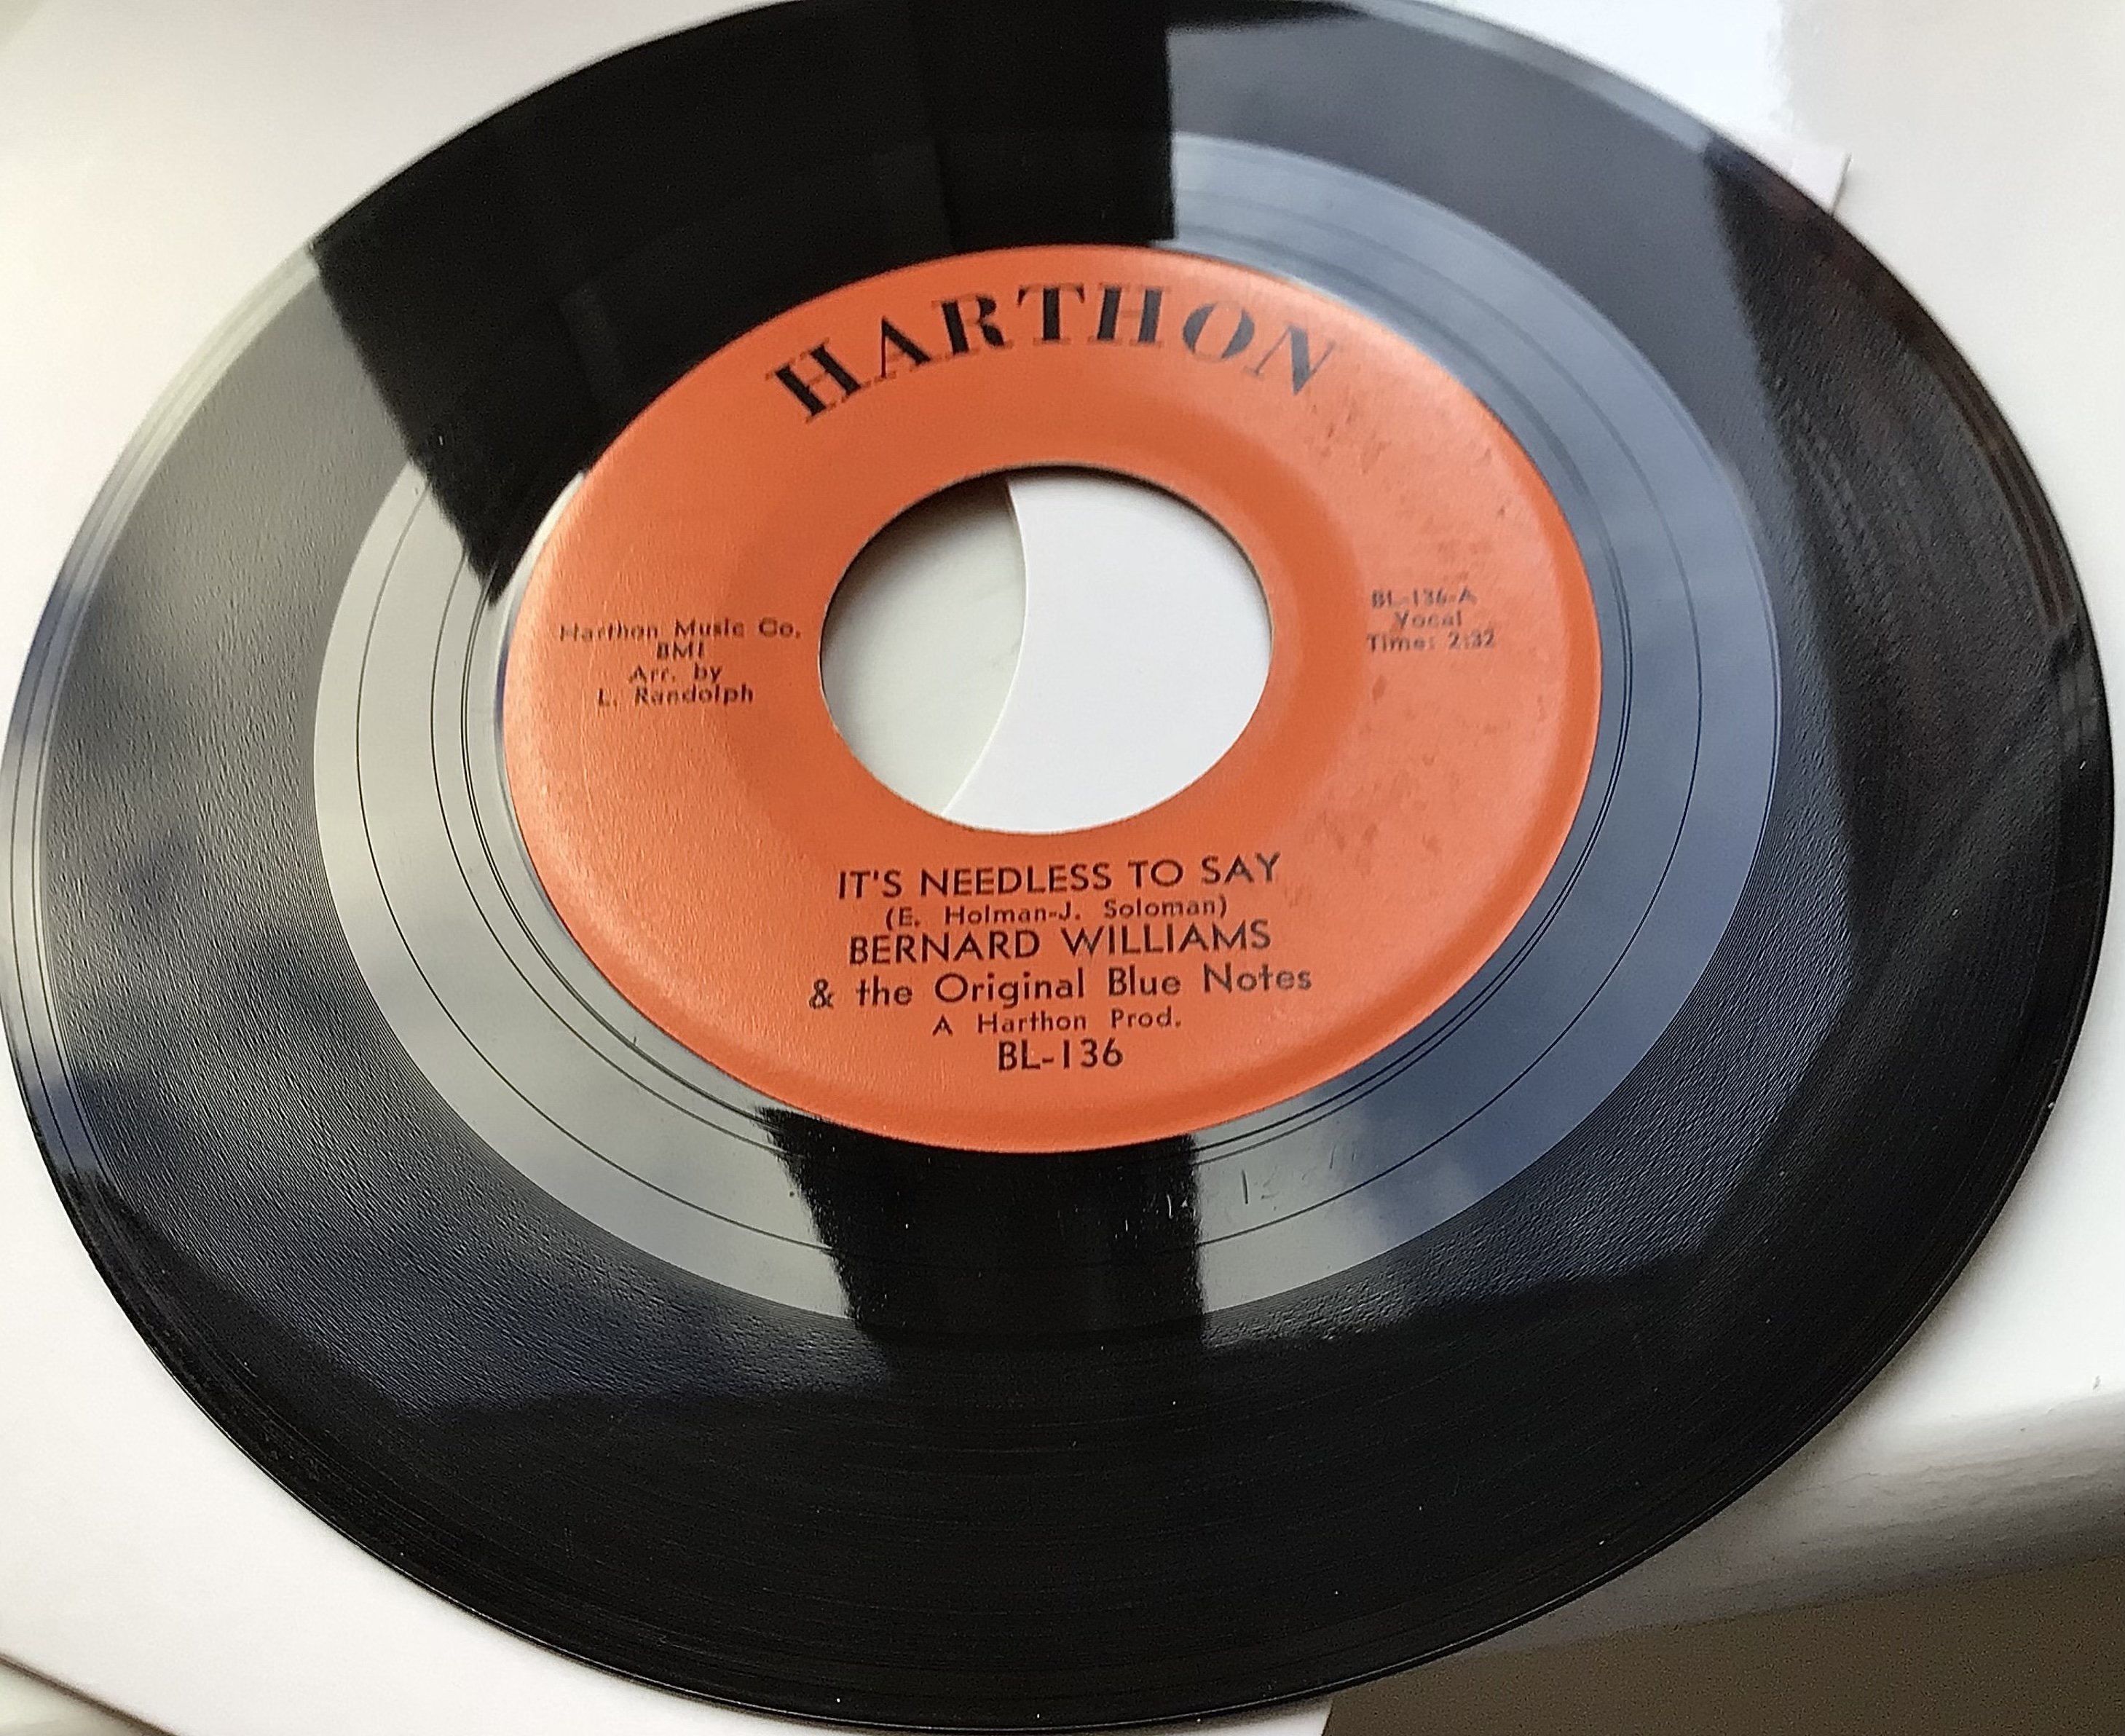 HARTHON
Harthon Music Co.
BMI
Arr. by
L. Randolph
BL-136-A
Vocal
Time: 2:32
IT'S NEEDLESS TO SAY
(E. Holman-J. Soloman)
BERNARD WILLIAMS
& the Original Blue Notes
A Harthon Prod.
BL-136